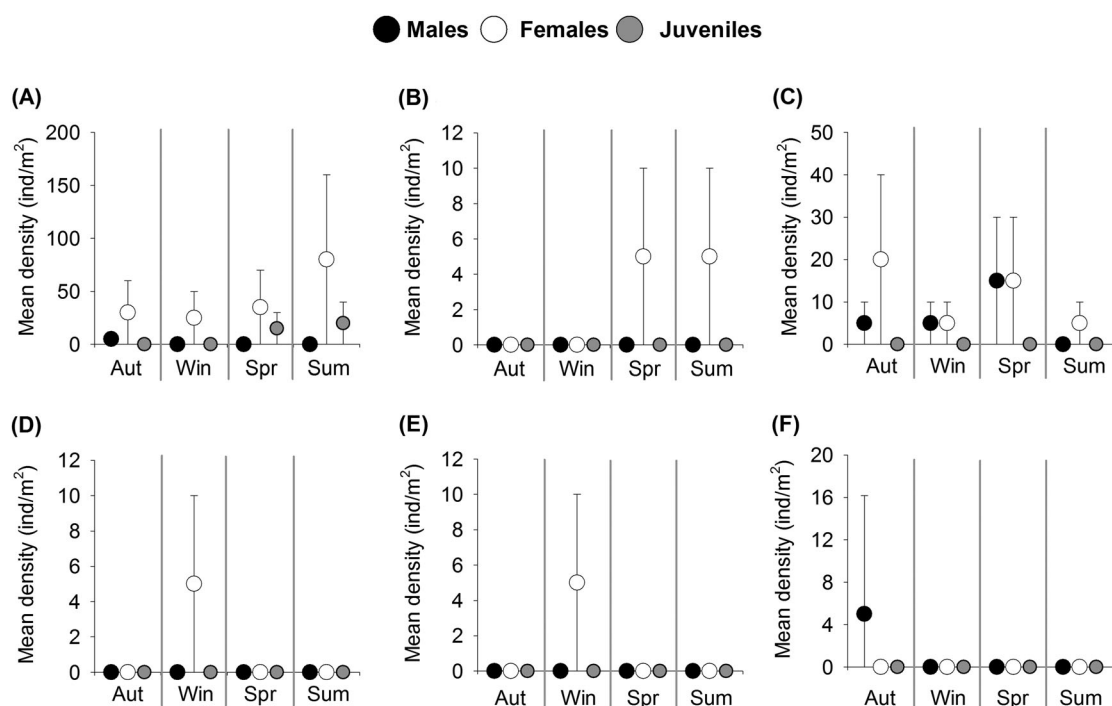 Males Females Juveniles
(A) (B) (C)
Mean density (ind/m²)
200
150
100
50
0
Aut Win Spr Sum
Mean density (ind/m²)
12
10
8
6
4
2
0
Aut Win Spr Sum
Mean density (ind/m²)
50
40
30
20
10
0
Aut Win Spr Sum
(D) (E) (F)
Mean density (ind/m²)
12
10
8
6
4
2
0
Aut Win Spr Sum
Mean density (ind/m²)
12
10
8
6
4
2
0
Aut Win Spr Sum
Mean density (ind/m²)
20
16
12
8
4
0
Aut Win Spr Sum